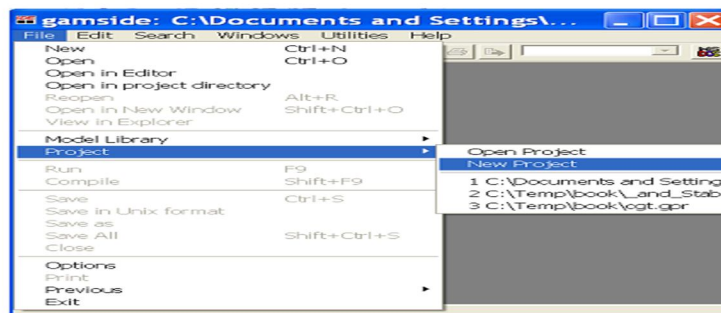 gamside: C:\Documents and Settings\...
File Edit Search Windows Utilities Help
New Ctrl+N
Open Ctrl+O
Open in Editor
Open in project directory
Reopen Alt+R
Open in New Window Shift+Ctrl+O
View in Explorer
Model Library
Project
Open Project
New Project
1 C:\Documents and Setting
2 C:\Temp\book\_and_Stab
3 C:\Temp\book\cgt.gpr
Run F9
Compile Shift+F9
Save Ctrl+S
Save in Unix format
Save as
Save All Shift+Ctrl+S
Close
Options
Print
Previous
Exit